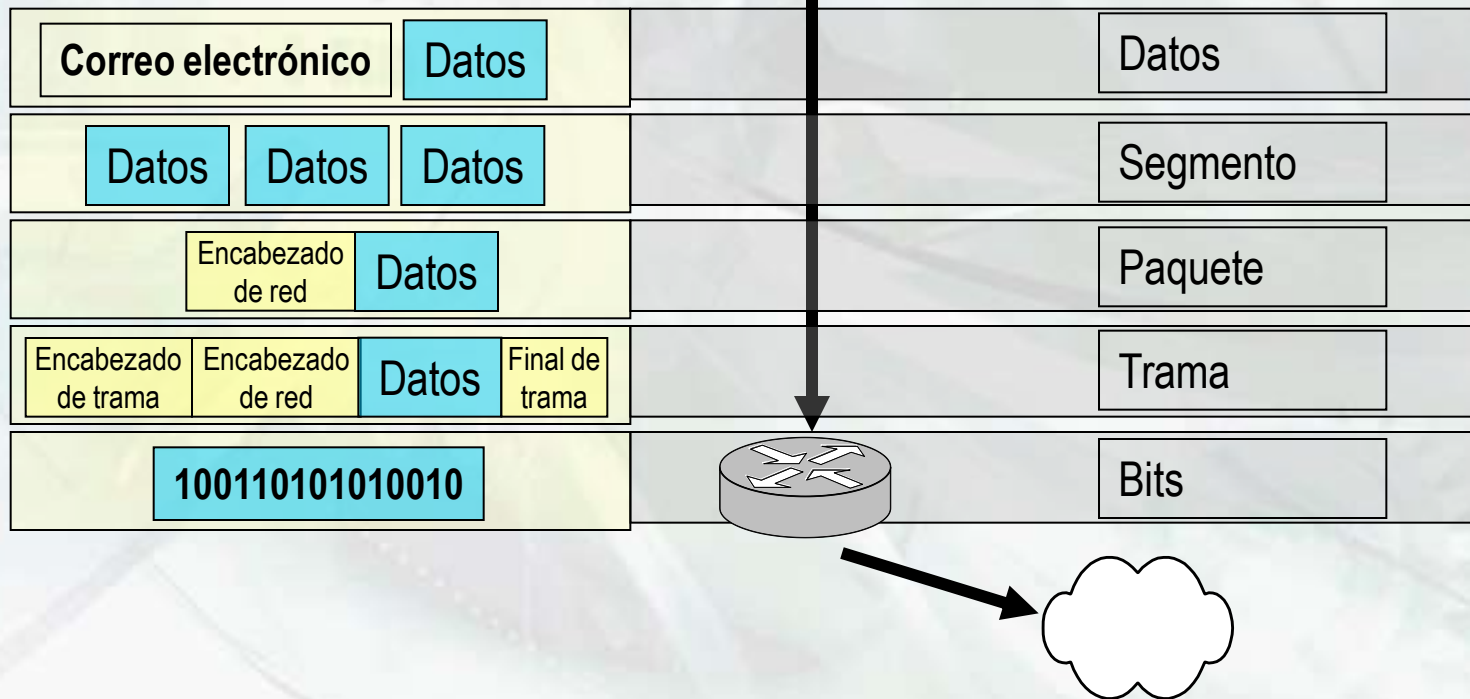 Correo electrónico Datos Datos
Datos Datos Datos Segmento
Encabezado
de red
Datos Paquete
Encabezado
de trama
Encabezado
de red
Datos
Final de
trama
Trama
100110101010010 Bits